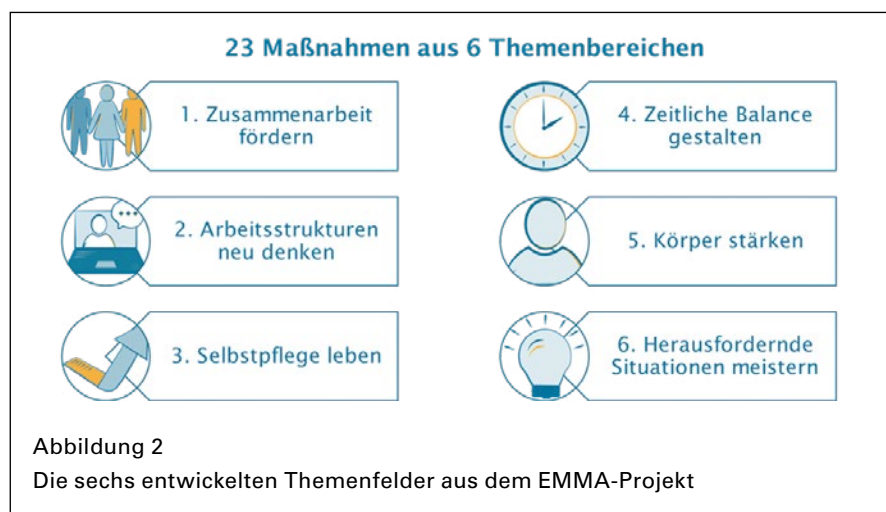 23 Maßnahmen aus 6 Themenbereichen
1. Zusammenarbeit
fördern
2. Arbeitsstrukturen
neu denken
3. Selbstpflege leben
4. Zeitliche Balance
gestalten
5. Körper stärken
6. Herausfordernde
Situationen meistern
Abbildung 2
Die sechs entwickelten Themenfelder aus dem EMMA-Projekt